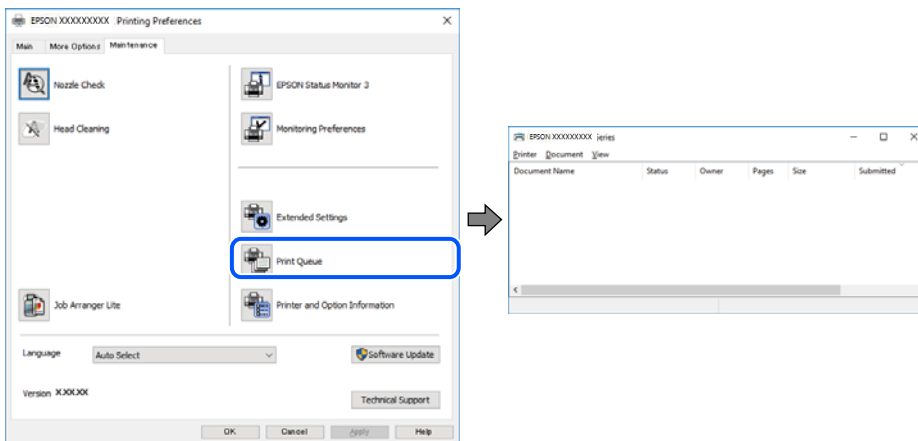 EPSON XXXXXXXXX Printing Preferences
Main More Options Maintenance
Nozzle Check
EPSON Status Monitor 3
Head Cleaning
Monitoring Preferences
Extended Settings
Print Queue
Job Arranger Lite
Printer and Option Information
Language Auto Select Software Update
Version X.XX.XX
Technical Support
OK Cancel Apply Help
EPSON XXXXXXXXX ieries
Printer Document View
Document Name Status Owner Pages Size Submitted